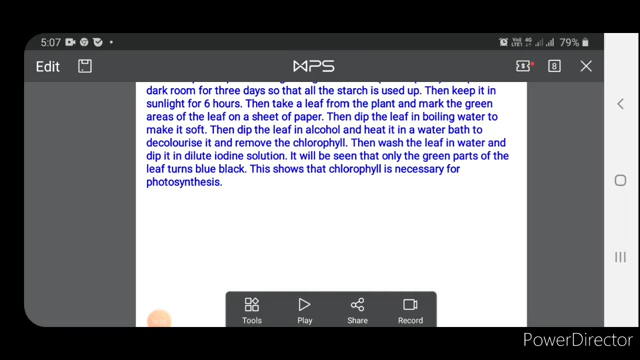 5:07
VoLTE1 4G 79%
Edit WPS 8
dark room for three days so that all the starch is used up. Then keep it in
sunlight for 6 hours. Then take a leaf from the plant and mark the green
areas of the leaf on a sheet of paper. Then dip the leaf in boiling water to
make it soft. Then dip the leaf in alcohol and heat it in a water bath to
decolourise it and remove the chlorophyll. Then wash the leaf in water and
dip it in dilute iodine solution. It will be seen that only the green parts of the
leaf turns blue black. This shows that chlorophyll is necessary for
photosynthesis.
Tools Play Share Record
PowerDirector